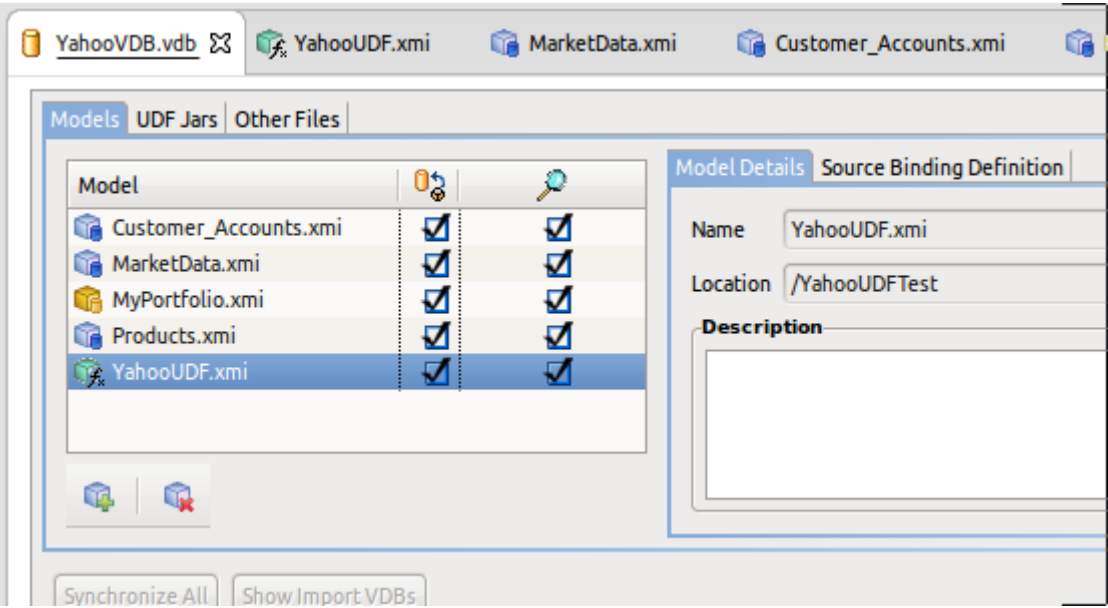 YahooVDB.vdb YahooUDF.xmi MarketData.xmi Customer_Accounts.xmi
Models UDF Jars Other Files
Model
Customer_Accounts.xmi
MarketData.xmi
MyPortfolio.xmi
Products.xmi
YahooUDF.xmi
Model Details Source Binding Definition
Name YahooUDF.xmi
Location /YahooUDFTest
Description
Synchronize All Show Import VDBs